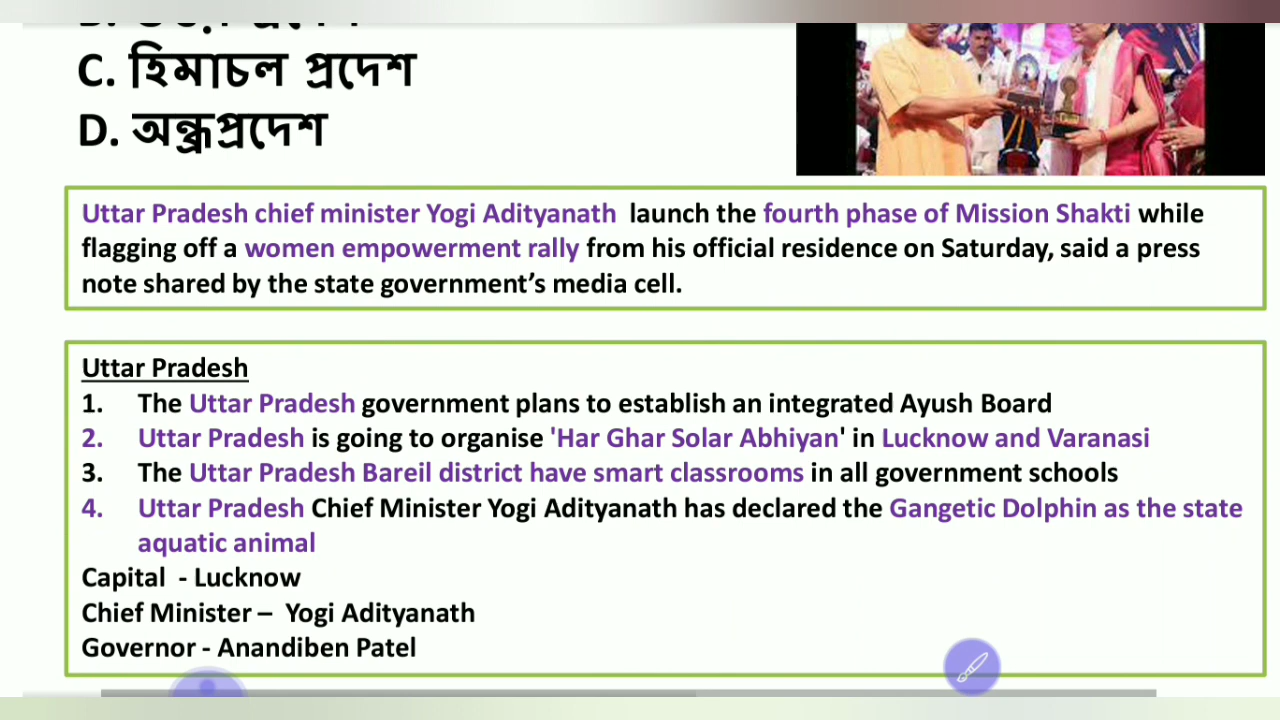 C. হিমাচল প্রদেশ
D. অন্ধ্রপ্রদেশ
Uttar Pradesh chief minister Yogi Adityanath launch the fourth phase of Mission Shakti while
flagging off a women empowerment rally from his official residence on Saturday, said a press
note shared by the state government’s media cell.
Uttar Pradesh
1. The Uttar Pradesh government plans to establish an integrated Ayush Board
2. Uttar Pradesh is going to organise 'Har Ghar Solar Abhiyan' in Lucknow and Varanasi
3. The Uttar Pradesh Bareil district have smart classrooms in all government schools
4. Uttar Pradesh Chief Minister Yogi Adityanath has declared the Gangetic Dolphin as the state
aquatic animal
Capital - Lucknow
Chief Minister – Yogi Adityanath
Governor - Anandiben Patel